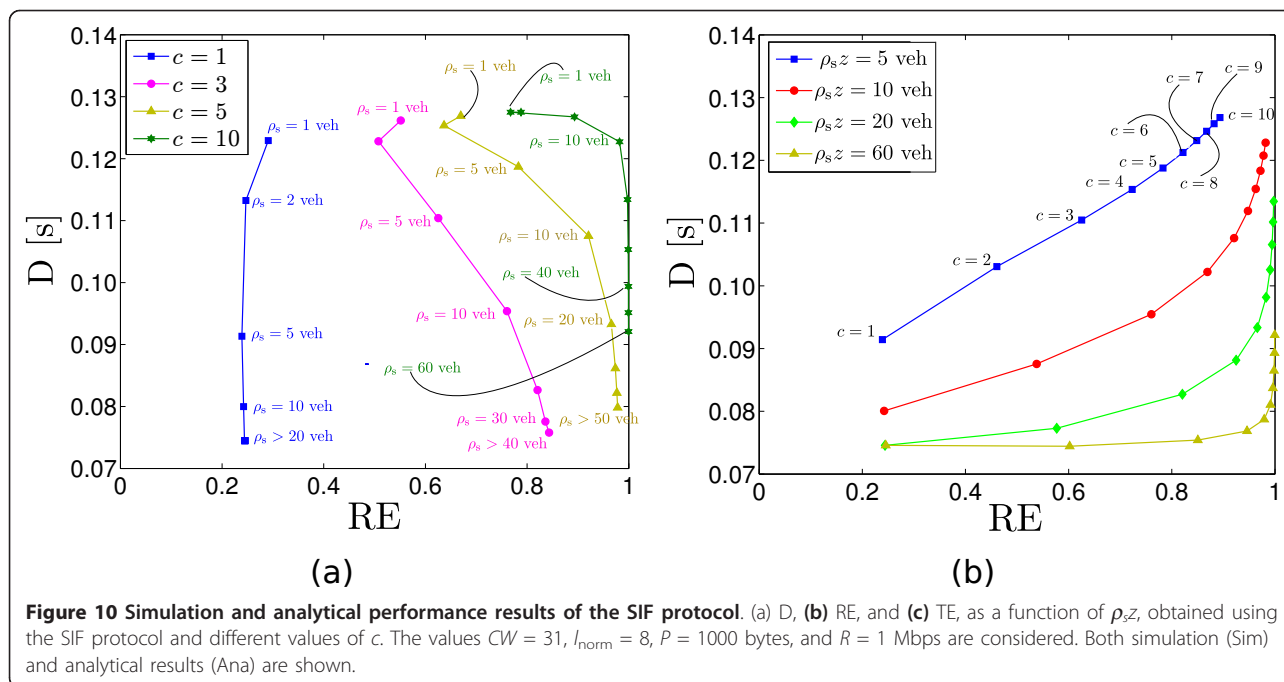 0.14
0.13
0.12
0.11
0.10
0.09
0.08
0.07
0
0.2
0.4
0.6
0.8
1
D [s]
RE
c = 1
c = 3
c = 5
c = 10
ρs = 1 veh
ρs = 2 veh
ρs = 5 veh
ρs = 10 veh
ρs > 20 veh
ρs = 1 veh
ρs = 5 veh
ρs = 10 veh
ρs = 30 veh
ρs > 40 veh
ρs = 1 veh
ρs = 5 veh
ρs = 10 veh
ρs = 20 veh
ρs > 50 veh
ρs = 1 veh
ρs = 10 veh
ρs = 40 veh
ρs = 60 veh
(a)
0.14
0.13
0.12
0.11
0.10
0.09
0.08
0.07
0
0.2
0.4
0.6
0.8
1
D [s]
RE
ρsz = 5 veh
ρsz = 10 veh
ρsz = 20 veh
ρsz = 60 veh
c = 1
c = 2
c = 3
c = 4
c = 5
c = 6
c = 7
c = 8
c = 9
c = 10
(b)
Figure 10 Simulation and analytical performance results of the SIF protocol. (a) D, (b) RE, and (c) TE, as a function of ρsz, obtained using
the SIF protocol and different values of c. The values CW = 31, lnorm = 8, P = 1000 bytes, and R = 1 Mbps are considered. Both simulation (Sim)
and analytical results (Ana) are shown.